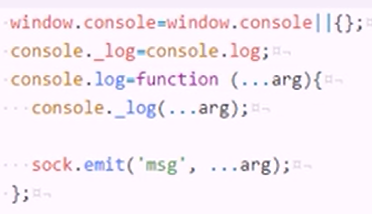 window.console=window.console||{};
console._log=console.log;
console.log=function (...arg){
console._log(...arg);
sock.emit('msg', ...arg);
};